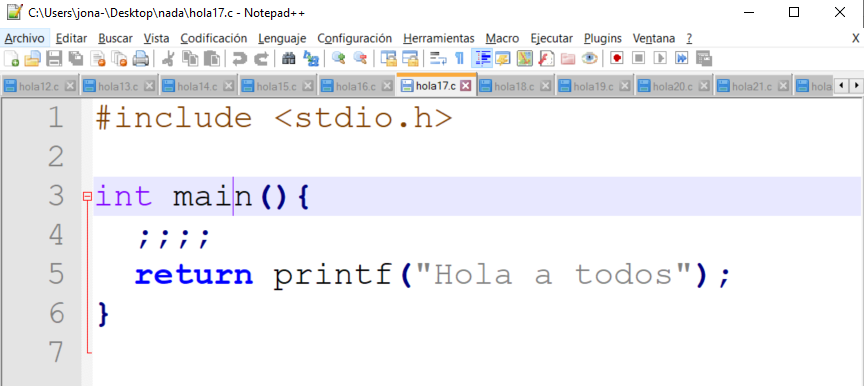 C:\Users\jona-\Desktop\nada\hola17.c - Notepad++
Archivo Editar Buscar Vista Codificación Lenguaje Configuración Herramientas Macro Ejecutar Plugins Ventana ? X
hola12.c hola13.c hola14.c hola15.c hola16.c hola17.c hola18.c hola19.c hola20.c hola21.c hola
1 #include <stdio.h>
2
3 int main(){
4 ;;;;
5 return printf("Hola a todos");
6 }
7